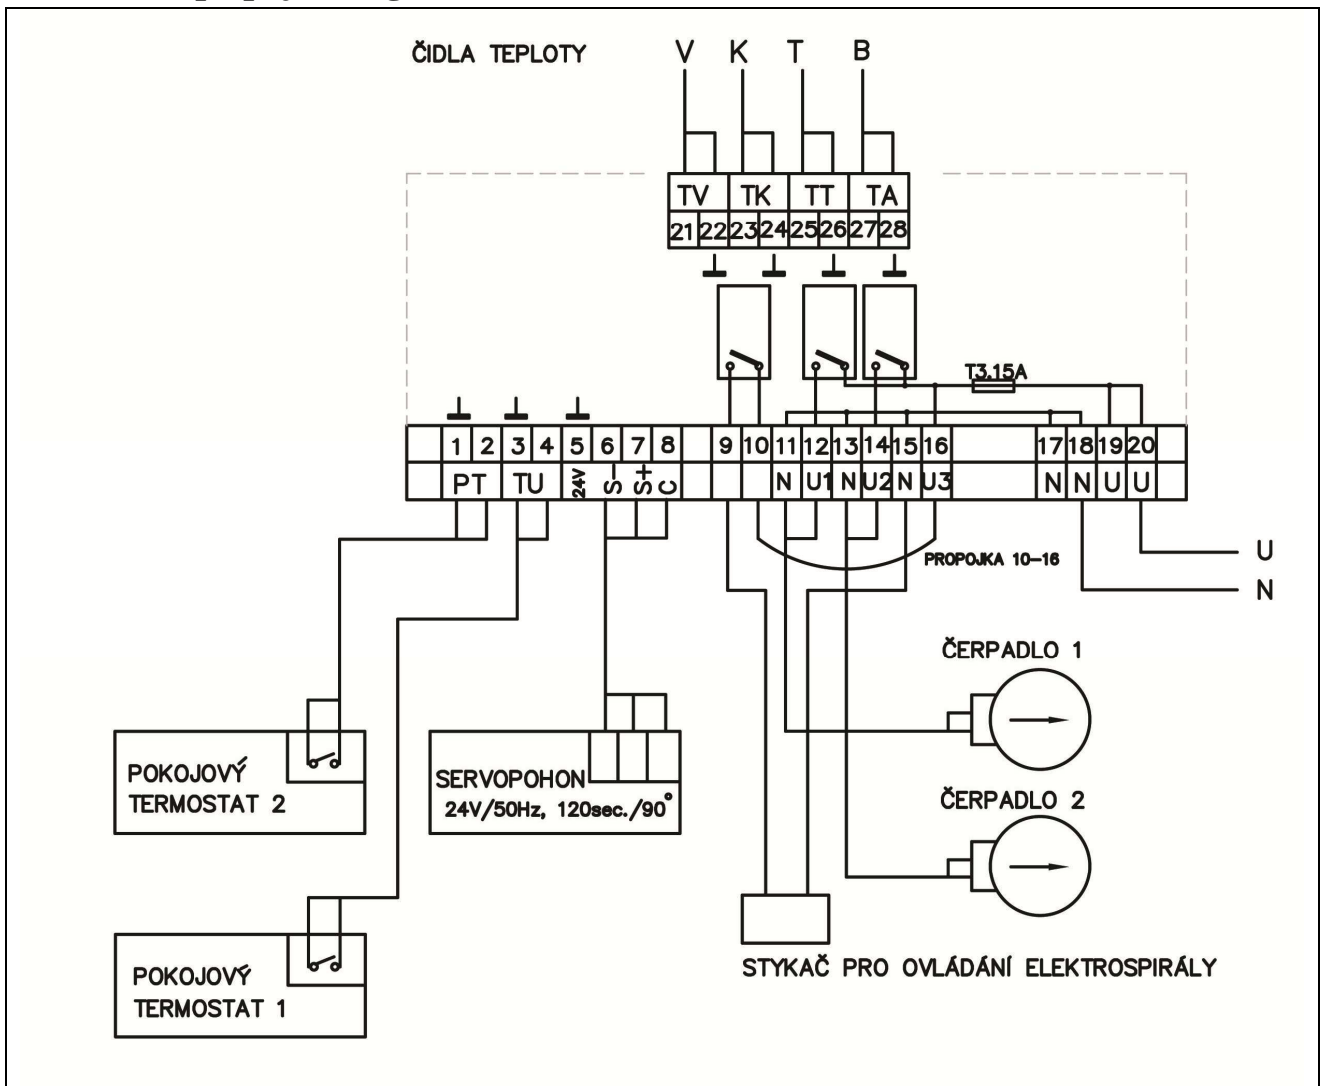 ČIDLA TEPLOTY V K T B
TV TK TT TA
21 22 23 24 25 26 27 28
T3.15A
1 2 3 4 5 6 7 8 9 10 11 12 13 14 15 16 17 18 19 20
PT TU 24V S- S+ C N U1 N U2 N U3 N N U U
PROPOJKA 10-16
U
N
ČERPADLO 1
POKOJOVÝ
TERMOSTAT 2
SERVOPOHON
24V/50Hz, 120sec./90°
ČERPADLO 2
POKOJOVÝ
TERMOSTAT 1
STYKAČ PRO OVLÁDÁNÍ ELEKTROSPIRÁLY